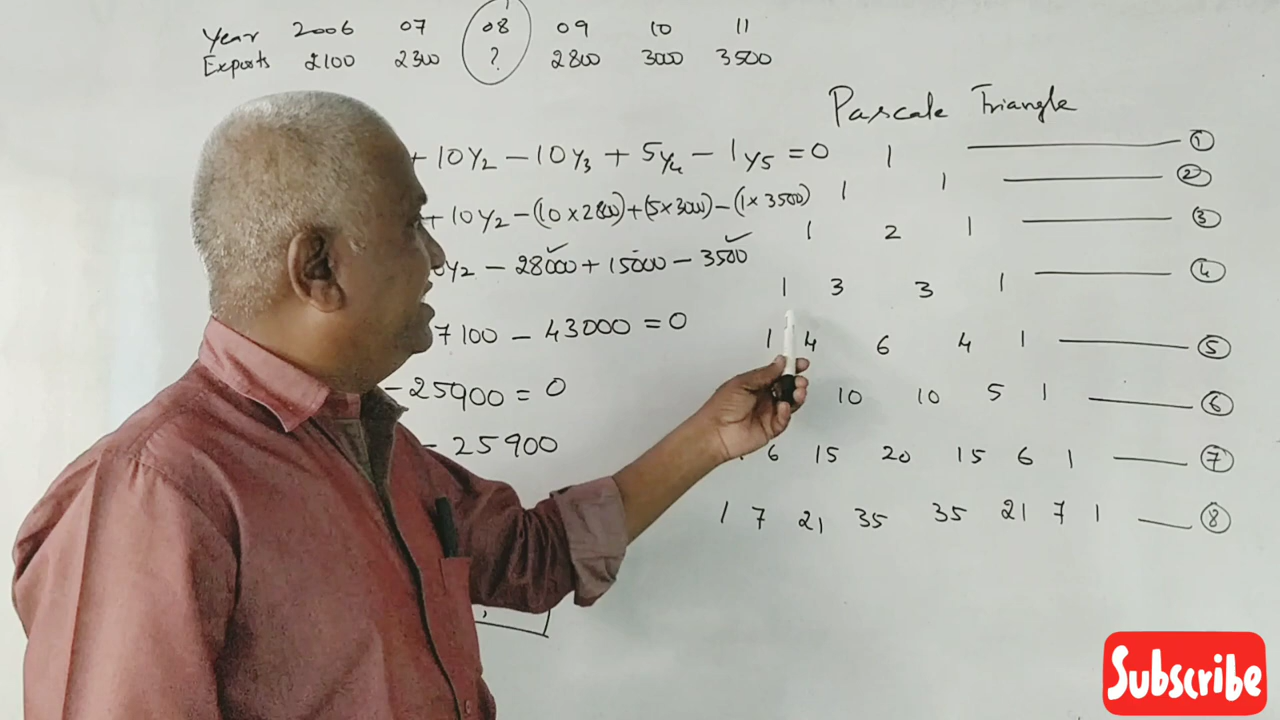 Year 2006 07 08 09 10 11
Exports 2100 2300 ? 2800 3000 3500
Pascale Triangle
+ 10Y2 - 10Y3 + 5Y4 - 1Y5 = 0
+ 10Y2 - (10 x 2800) + (5 x 3000) - (1 x 3500)
0Y2 - 28000 + 15000 - 3500
7100 - 43000 = 0
- 25900 = 0
- 25900
1 ①
1 1 ②
1 2 1 ③
1 3 3 1 ④
1 4 6 4 1 ⑤
10 10 5 1 ⑥
6 15 20 15 6 1 ⑦
1 7 21 35 35 21 7 1 ⑧
Subscribe